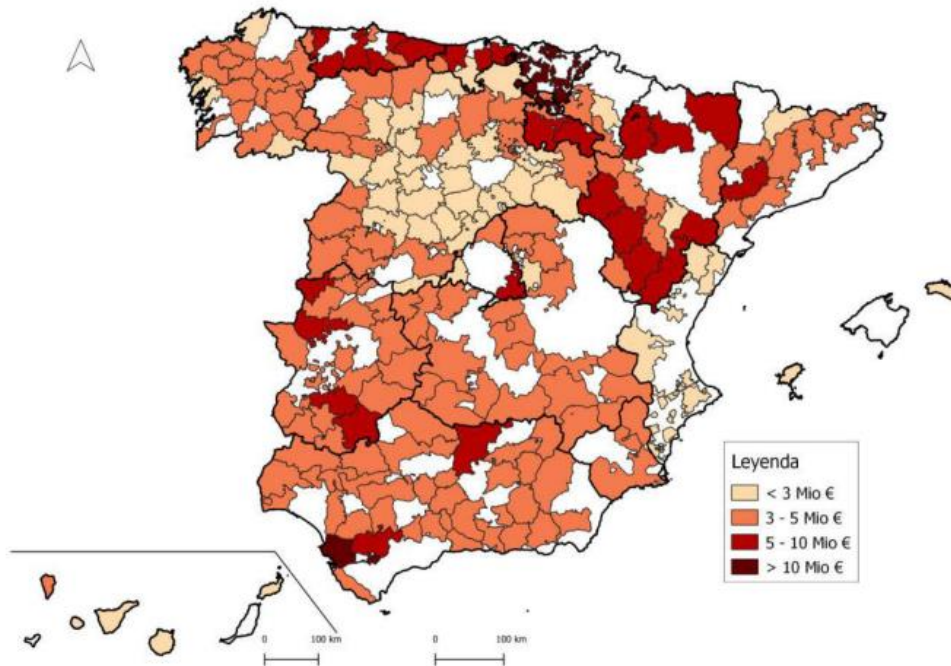 Leyenda
< 3 Mio €
3 - 5 Mio €
5 - 10 Mio €
> 10 Mio €
0 100 km
0 100 km